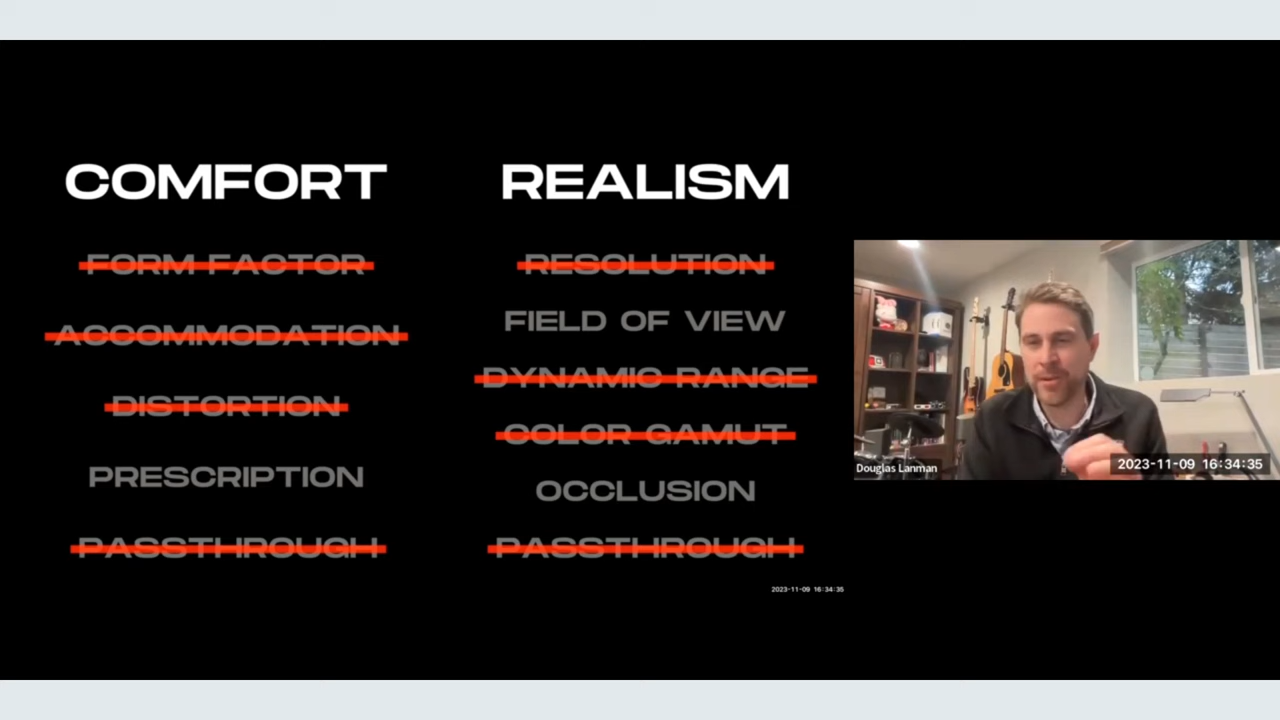 COMFORT
FORM FACTOR
ACCOMMODATION
DISTORTION
PRESCRIPTION
PASSTHROUGH
REALISM
RESOLUTION
FIELD OF VIEW
DYNAMIC RANGE
COLOR GAMUT
OCCLUSION
PASSTHROUGH
2023-11-09 16:34:35
Douglas Lanman
2023-11-09 16:34:35